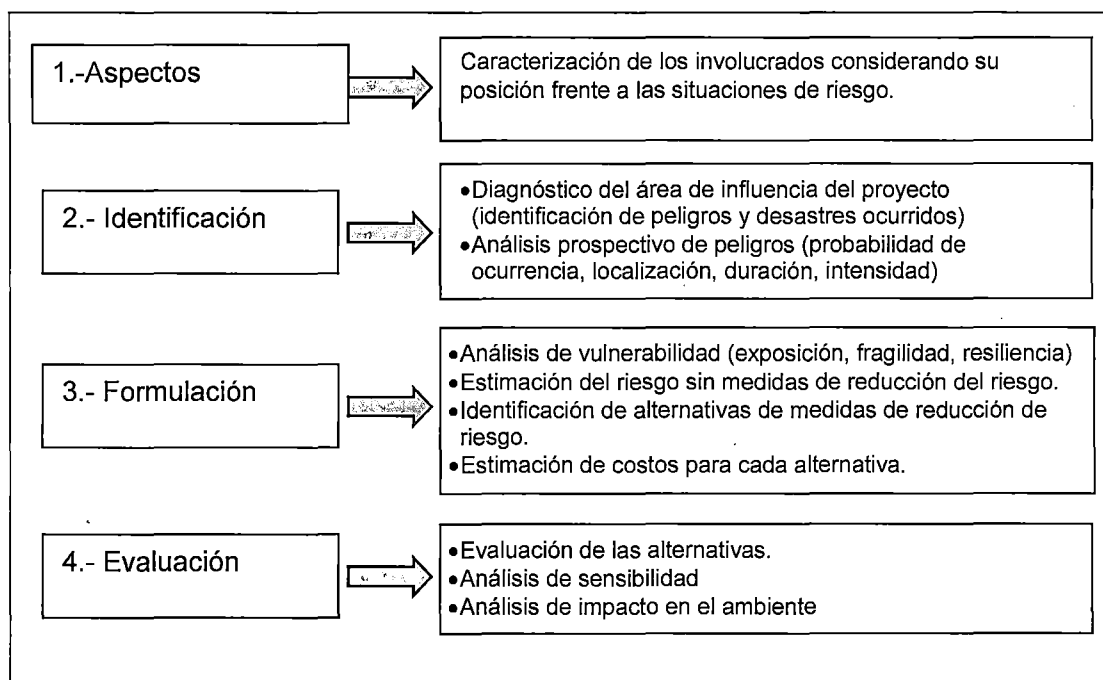 1.-Aspectos
Caracterización de los involucrados considerando su
posición frente a las situaciones de riesgo.
2.- Identificación
•Diagnóstico del área de influencia del proyecto
(identificación de peligros y desastres ocurridos)
•Análisis prospectivo de peligros (probabilidad de
ocurrencia, localización, duración, intensidad)
3.- Formulación
•Análisis de vulnerabilidad (exposición, fragilidad, resiliencia)
•Estimación del riesgo sin medidas de reducción del riesgo.
•Identificación de alternativas de medidas de reducción de
riesgo.
•Estimación de costos para cada alternativa.
4.- Evaluación
•Evaluación de las alternativas.
•Análisis de sensibilidad
•Análisis de impacto en el ambiente